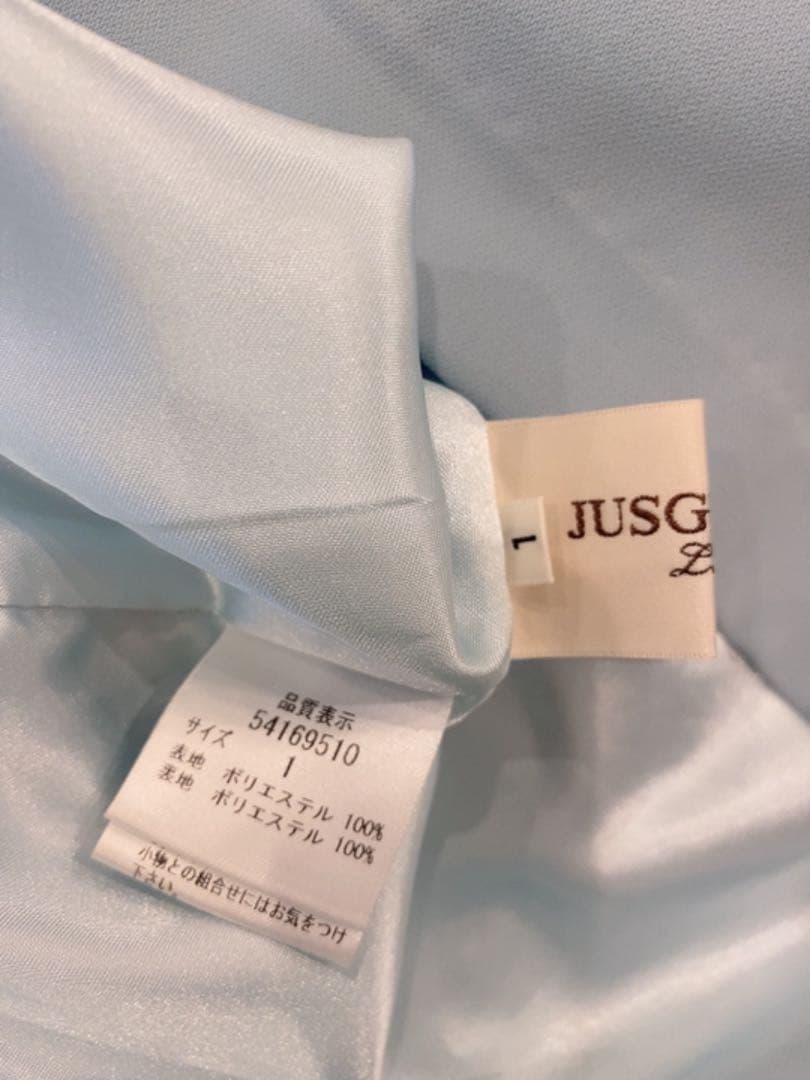 JUSG
1
品質表示
54169510
サイズ 1
表地 ポリエステル 100%
表地 ポリエステル 100%
小物との組合せにはお気をつけ
下さい。